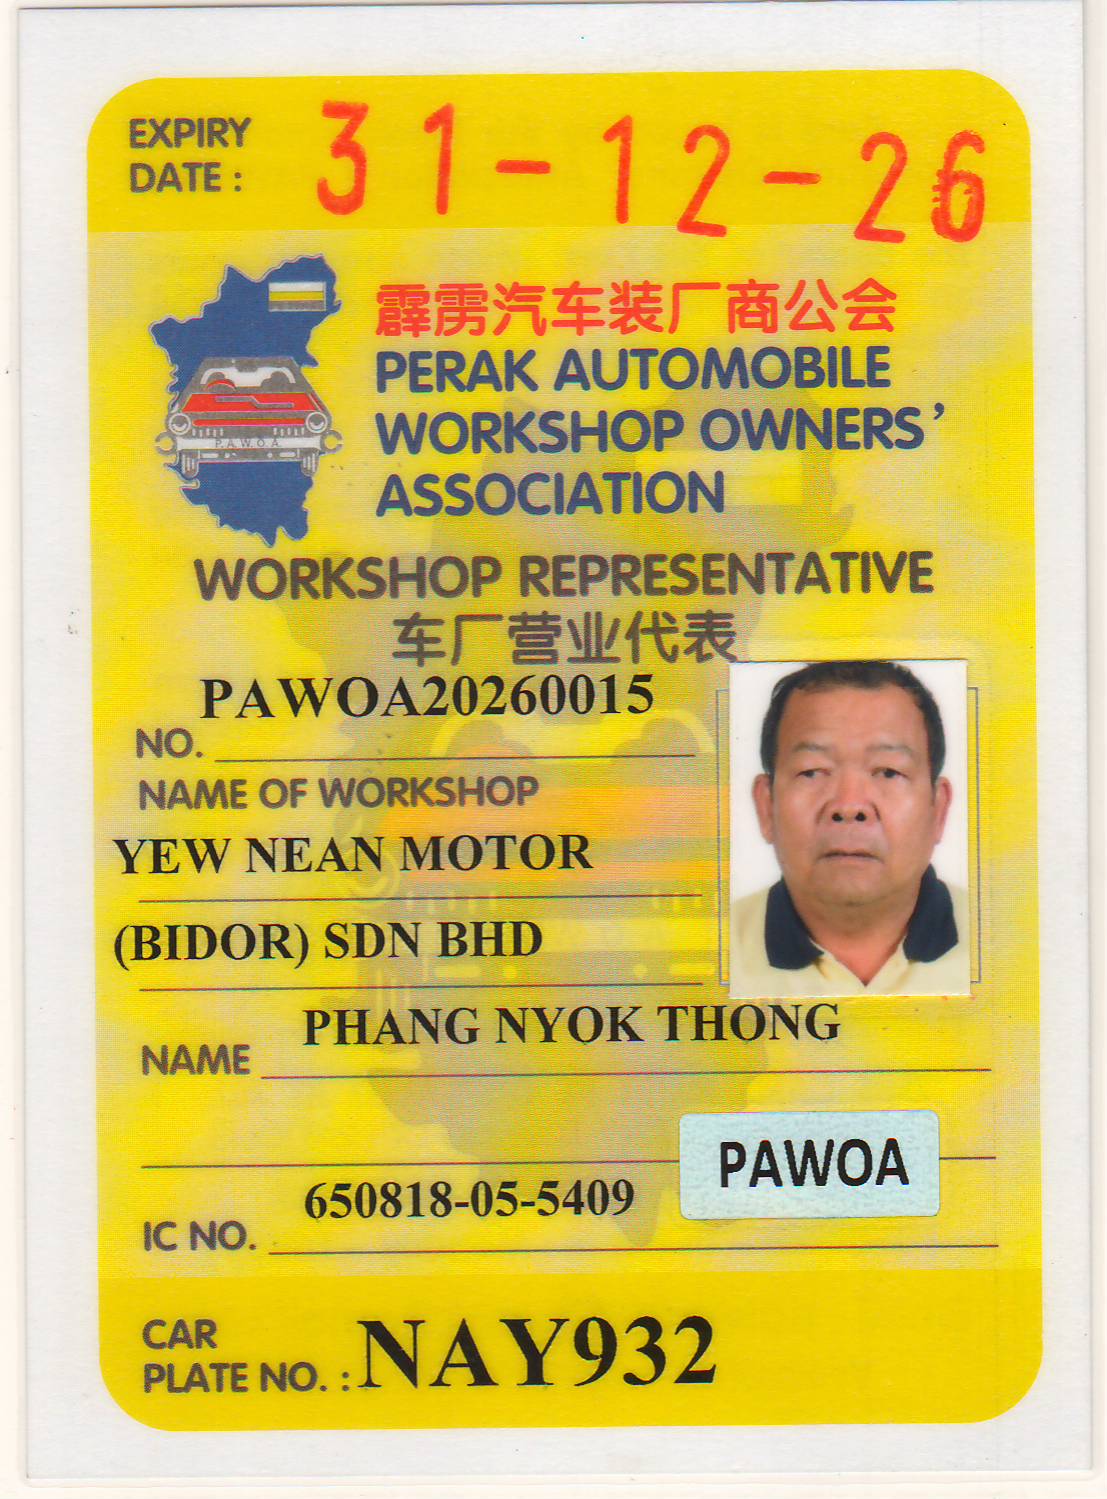 EXPIRY
DATE : 31-12-26
霹雳汽车装厂商公会
PERAK AUTOMOBILE
WORKSHOP OWNERS'
ASSOCIATION
P.A.W.O.A
WORKSHOP REPRESENTATIVE
车厂营业代表
NO. PAWOA20260015
NAME OF WORKSHOP
YEW NEAN MOTOR
(BIDOR) SDN BHD
NAME PHANG NYOK THONG
PAWOA
IC NO. 650818-05-5409
CAR
PLATE NO. : NAY932